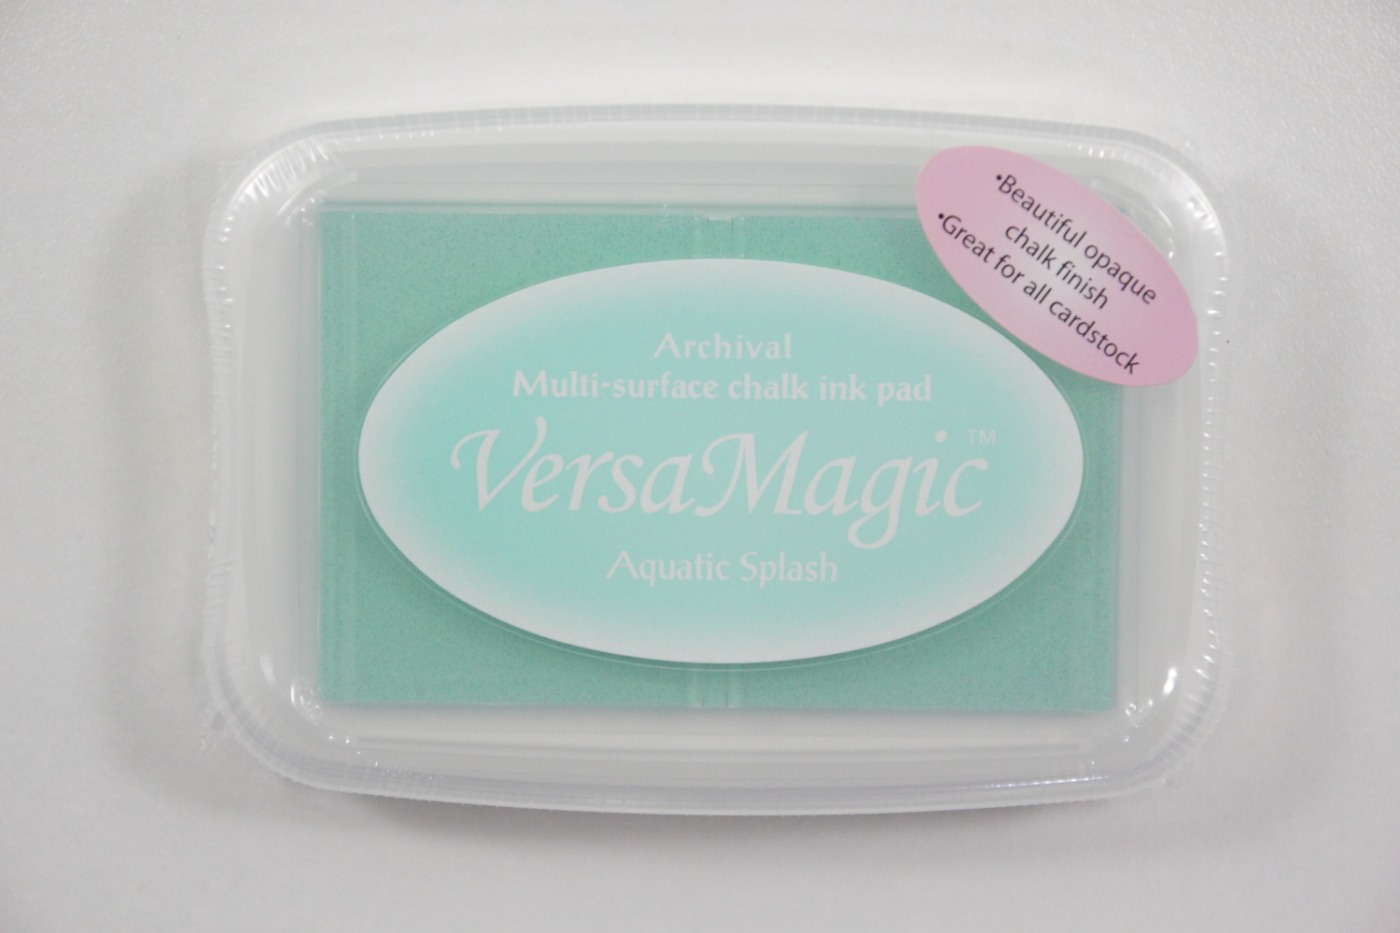 •Beautiful opaque
chalk finish
•Great for all cardstock
Archival
Multi-surface chalk ink pad
VersaMagic™
Aquatic Splash